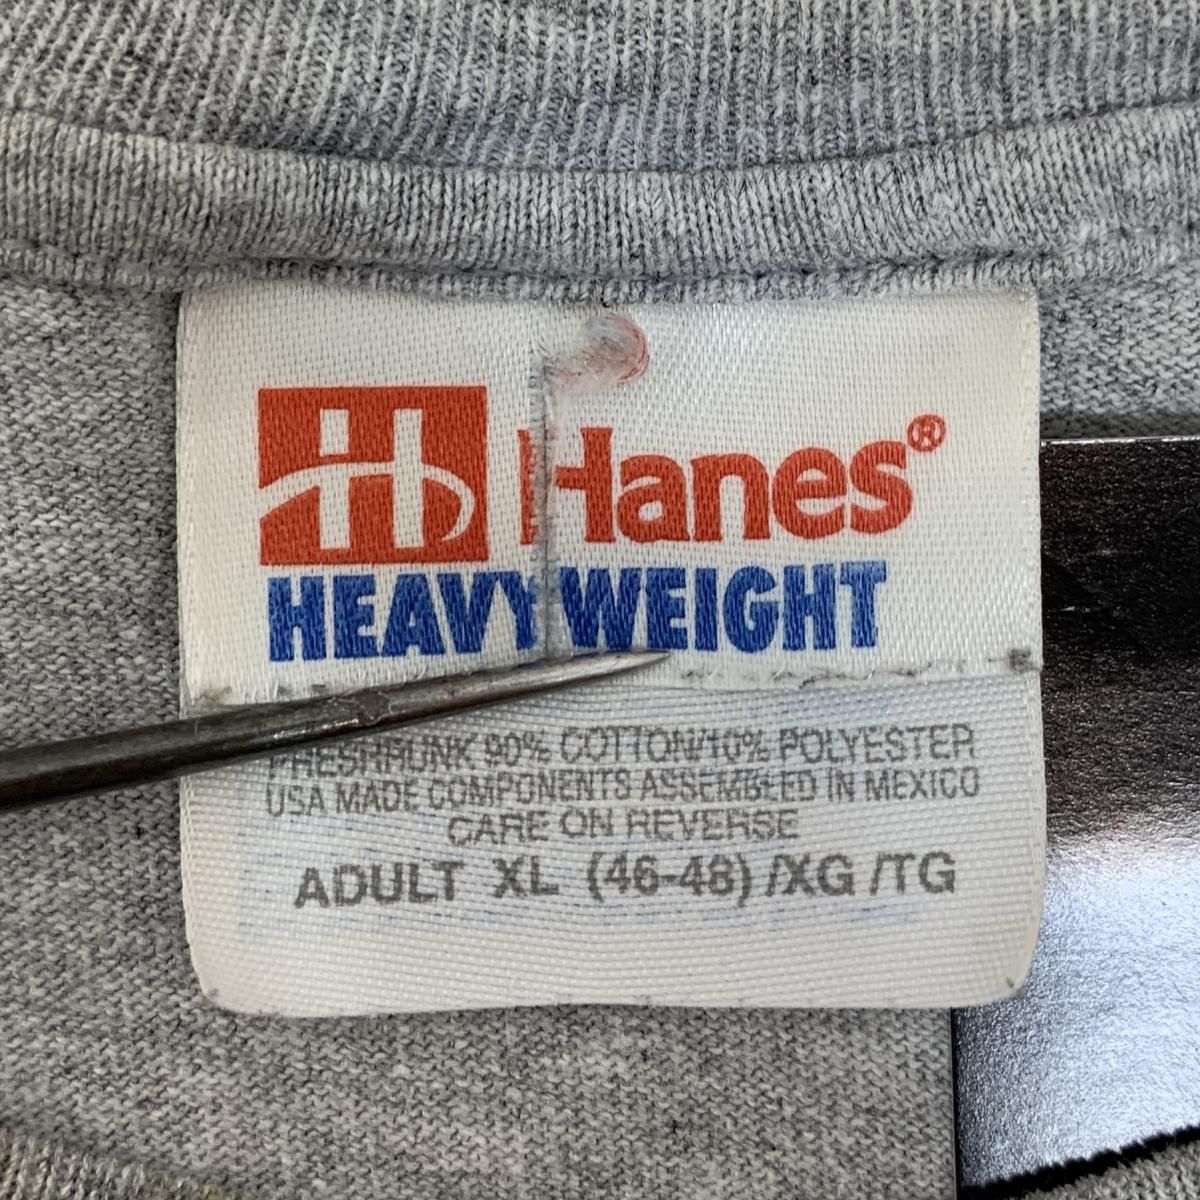 Hanes®
HEAVYWEIGHT
PRESHRUNK 90% COTTON/10% POLYESTER
USA MADE COMPONENTS ASSEMBLED IN MEXICO
CARE ON REVERSE
ADULT XL (46-48) /XG /TG